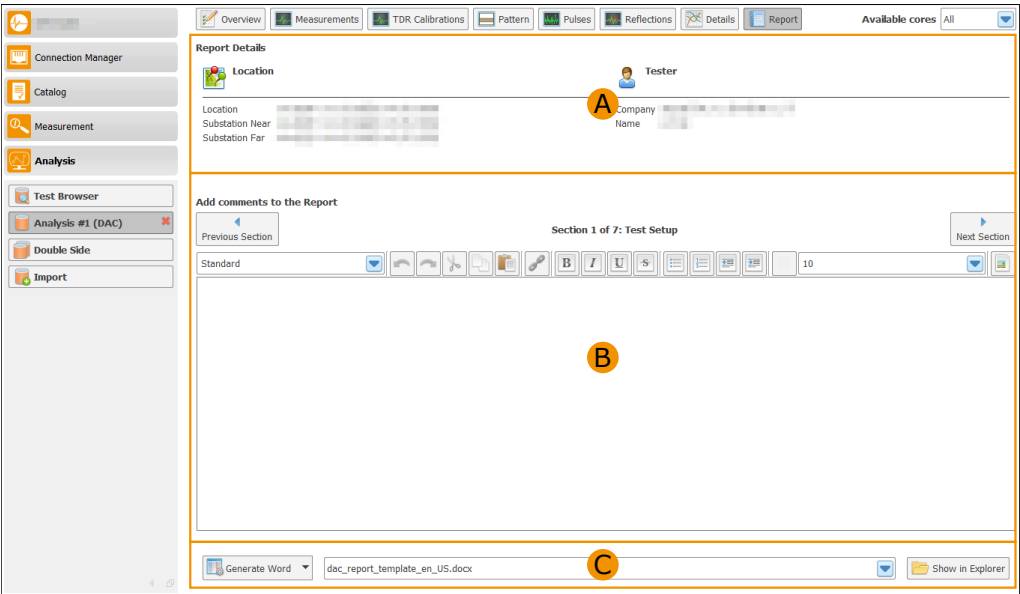 Overview Measurements TDR Calibrations Pattern Pulses Reflections Details Report Available cores All
Connection Manager
Catalog
Measurement
Analysis
Test Browser
Analysis #1 (DAC)
Double Side
Import
Report Details
Location Tester
A
Location Company
Substation Near Name
Substation Far
Add comments to the Report
Previous Section Section 1 of 7: Test Setup Next Section
Standard B I U S 10
B
C
Generate Word dac_report_template_en_US.docx Show in Explorer